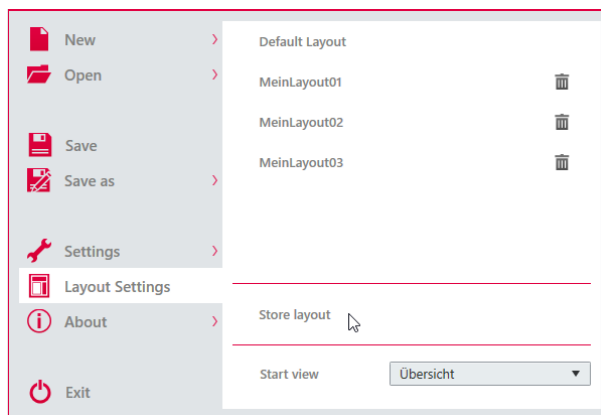 New
Open
Save
Save as
Settings
Layout Settings
About
Exit
Default Layout
MeinLayout01
MeinLayout02
MeinLayout03
Store layout
Start view
Übersicht